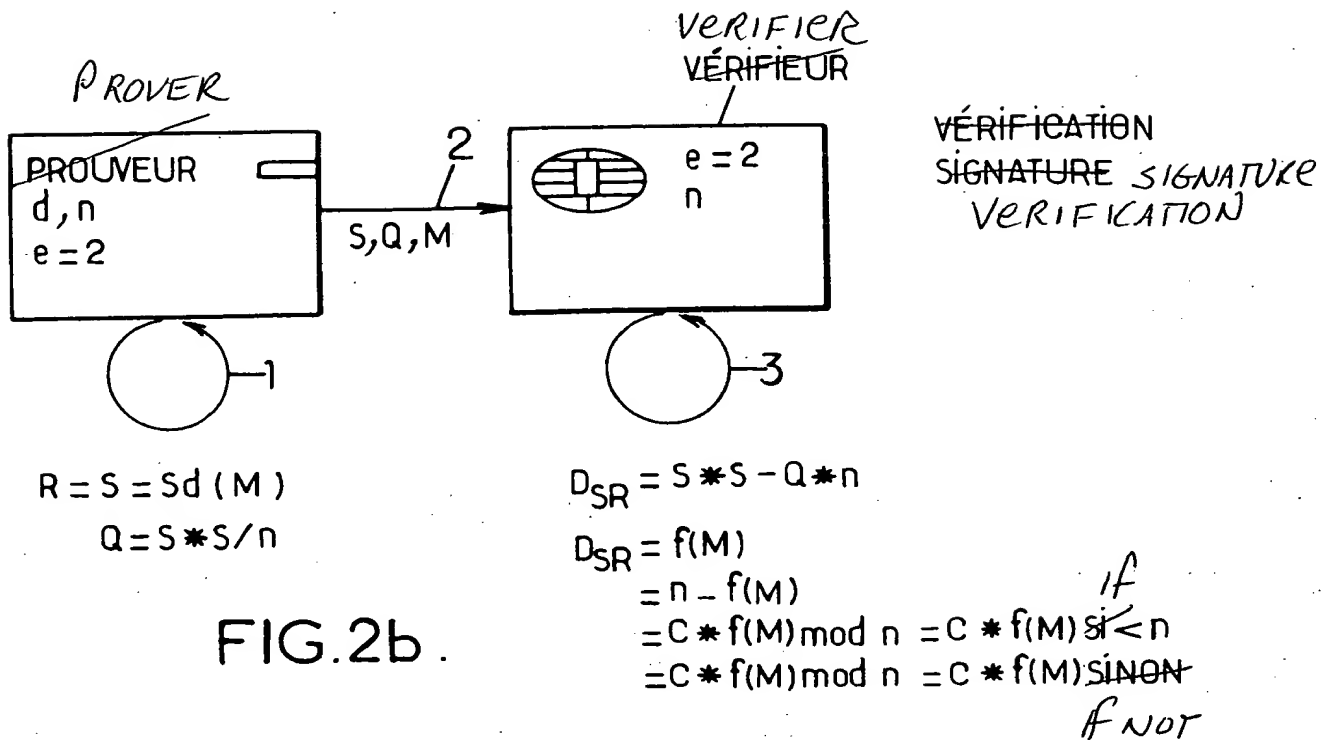 VERIFIER
VÉRIFIEUR
PROVER
PROUVEUR
d,n
e=2
2
S,Q,M
e=2
n
VÉRIFICATION
SIGNATURE SIGNATURE
VERIFICATION
1
3
R=S=Sd(M)
Q=S*S/n
D_SR=S*S-Q*n
D_SR=f(M)
=n-f(M)
if
=C*f(M)mod n =C*f(M)si<n
=C*f(M)mod n =C*f(M)SINON
if NOT
FIG.2b.